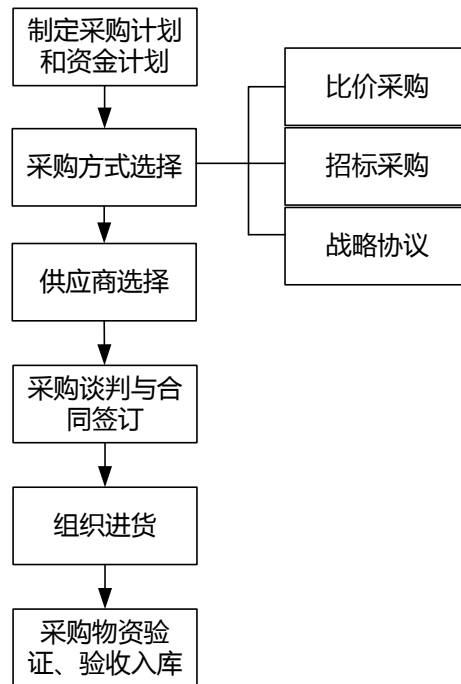 制定采购计划
和资金计划
比价采购
采购方式选择
招标采购
战略协议
供应商选择
采购谈判与合
同签订
组织进货
采购物资验
证、验收入库